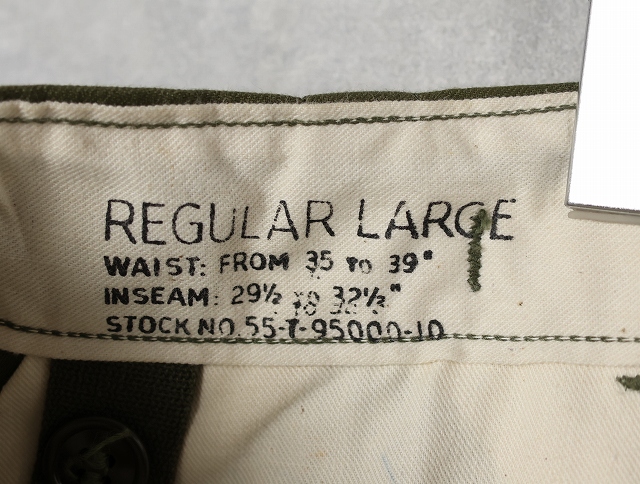 REGULAR LARGE
WAIST: FROM 35 TO 39"
INSEAM: 29½ TO 32½"
STOCK NO. 55-T-95000-10